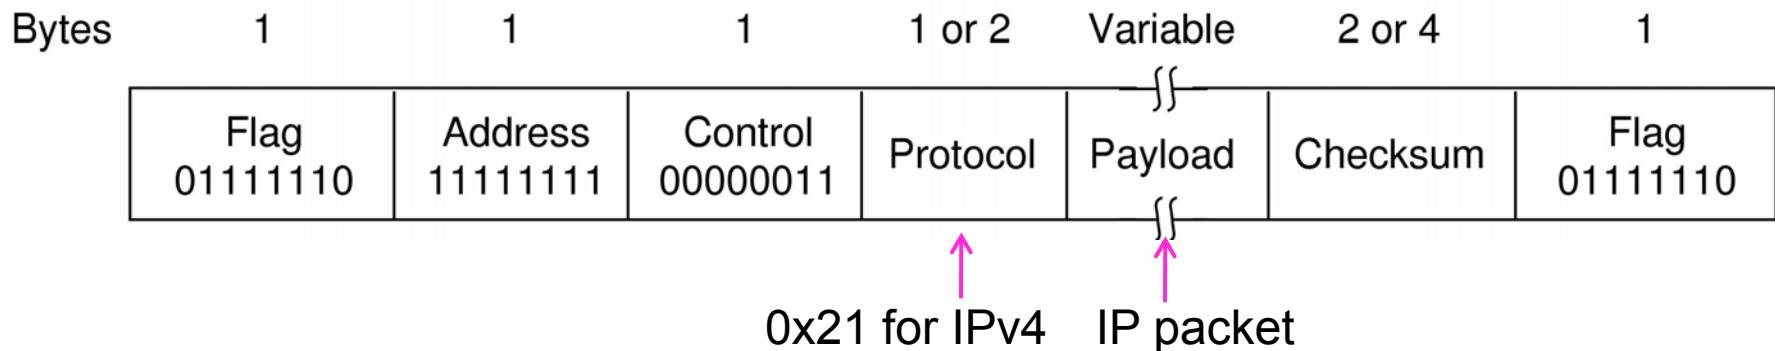 Bytes 1 1 1 1 or 2 Variable 2 or 4 1
Flag Address Control Protocol Payload Checksum Flag
01111110 11111111 00000011 01111110
0x21 for IPv4 IP packet